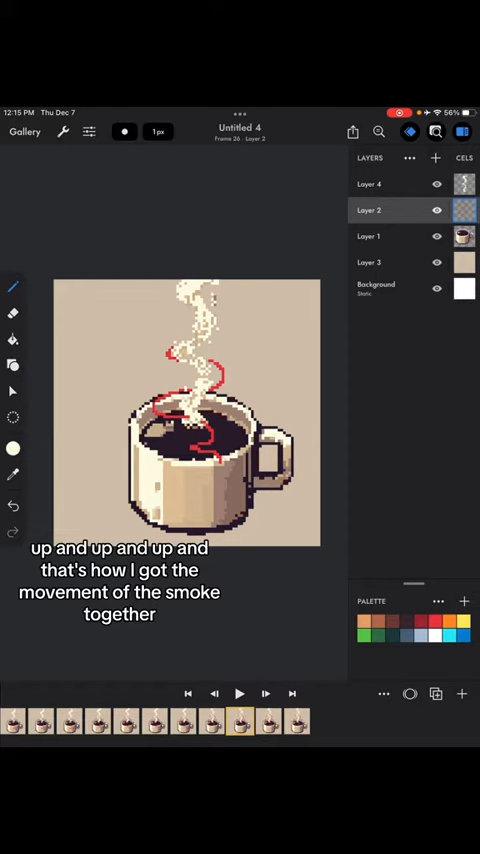 12:15 PM Thu Dec 7
56%
Gallery
1px
Untitled 4
Frame 26 - Layer 2
LAYERS
CELS
Layer 4
Layer 2
Layer 1
Layer 3
Background
Static
up and up and up and
that's how I got the
movement of the smoke
together
PALETTE